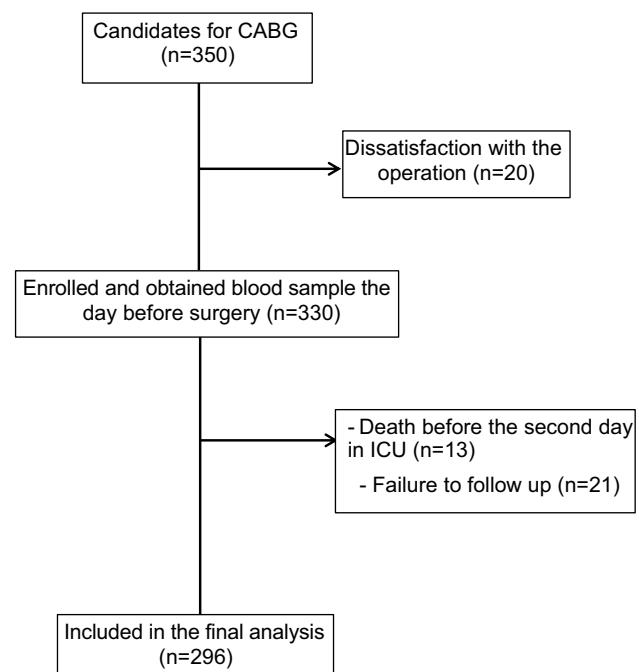 Candidates for CABG
(n=350)
Dissatisfaction with the
operation (n=20)
Enrolled and obtained blood sample the
day before surgery (n=330)
- Death before the second day
in ICU (n=13)
- Failure to follow up (n=21)
Included in the final analysis
(n=296)